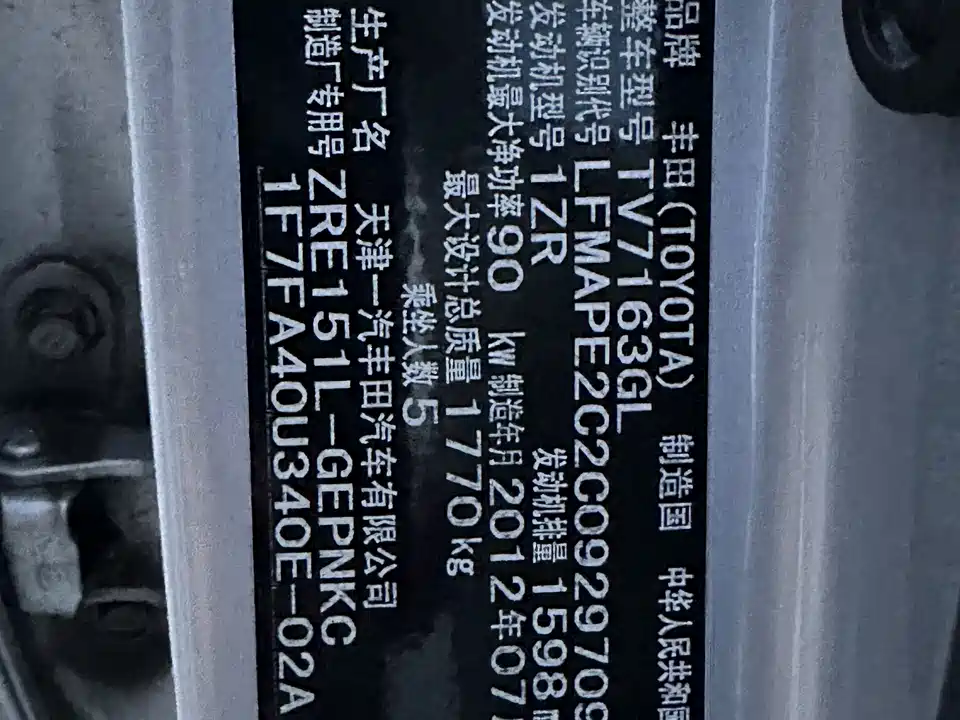 品牌 丰田(TOYOTA) 制造国 中华人民共和国
整车型号 TV7163GL
车辆识别代号 LFMAPE2C2C0929709
发动机型号 1ZR 发动机排量 1598m
发动机最大净功率 90 kw 制造年月 2012年07
最大设计总质量 1770kg
乘坐人数 5
生产厂名 天津一汽丰田汽车有限公司
制造厂专用号 ZRE151L-GEPNKC
1F7FA40U340E-02A